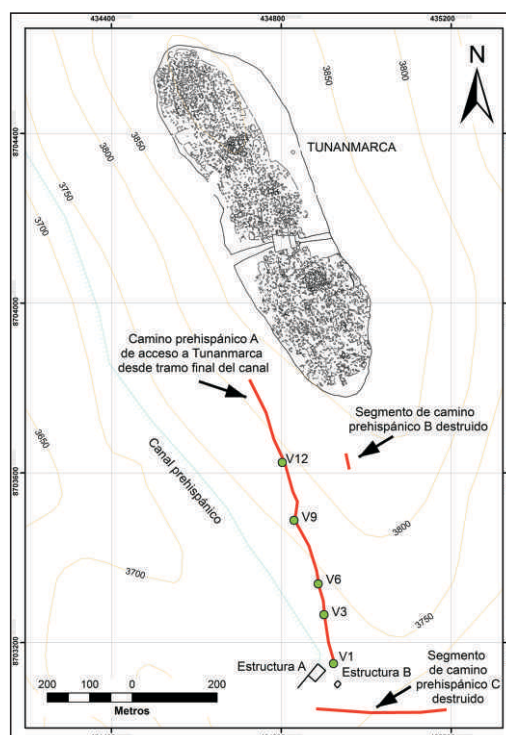 434400
434800
435200
N
8704400
8704000
8703600
8703200
3850
3800
3850
3800
3750
3700
3650
3700
3800
3750
TUNANMARCA
Camino prehispánico A
de acceso a Tunanmarca
desde tramo final del canal
Segmento de camino
prehispánico B destruido
Canal prehispánico
V12
V9
V6
V3
V1
Estructura A
Estructura B
Segmento
de camino
prehispánico C
destruido
200 100 0 200
Metros